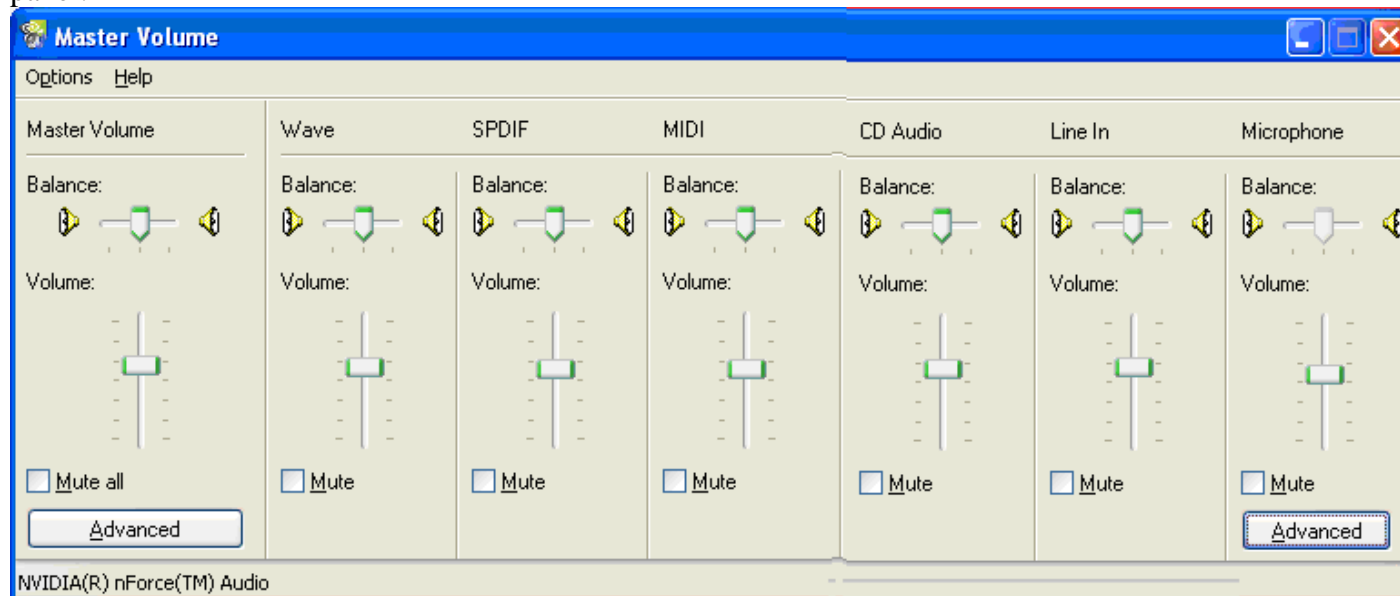 Master Volume
Options Help
Master Volume Wave SPDIF MIDI CD Audio Line In Microphone
Balance: Balance: Balance: Balance: Balance: Balance: Balance:
Volume: Volume: Volume: Volume: Volume: Volume: Volume:
Mute all Mute Mute Mute Mute Mute Mute
Advanced Advanced
NVIDIA(R) nForce(TM) Audio